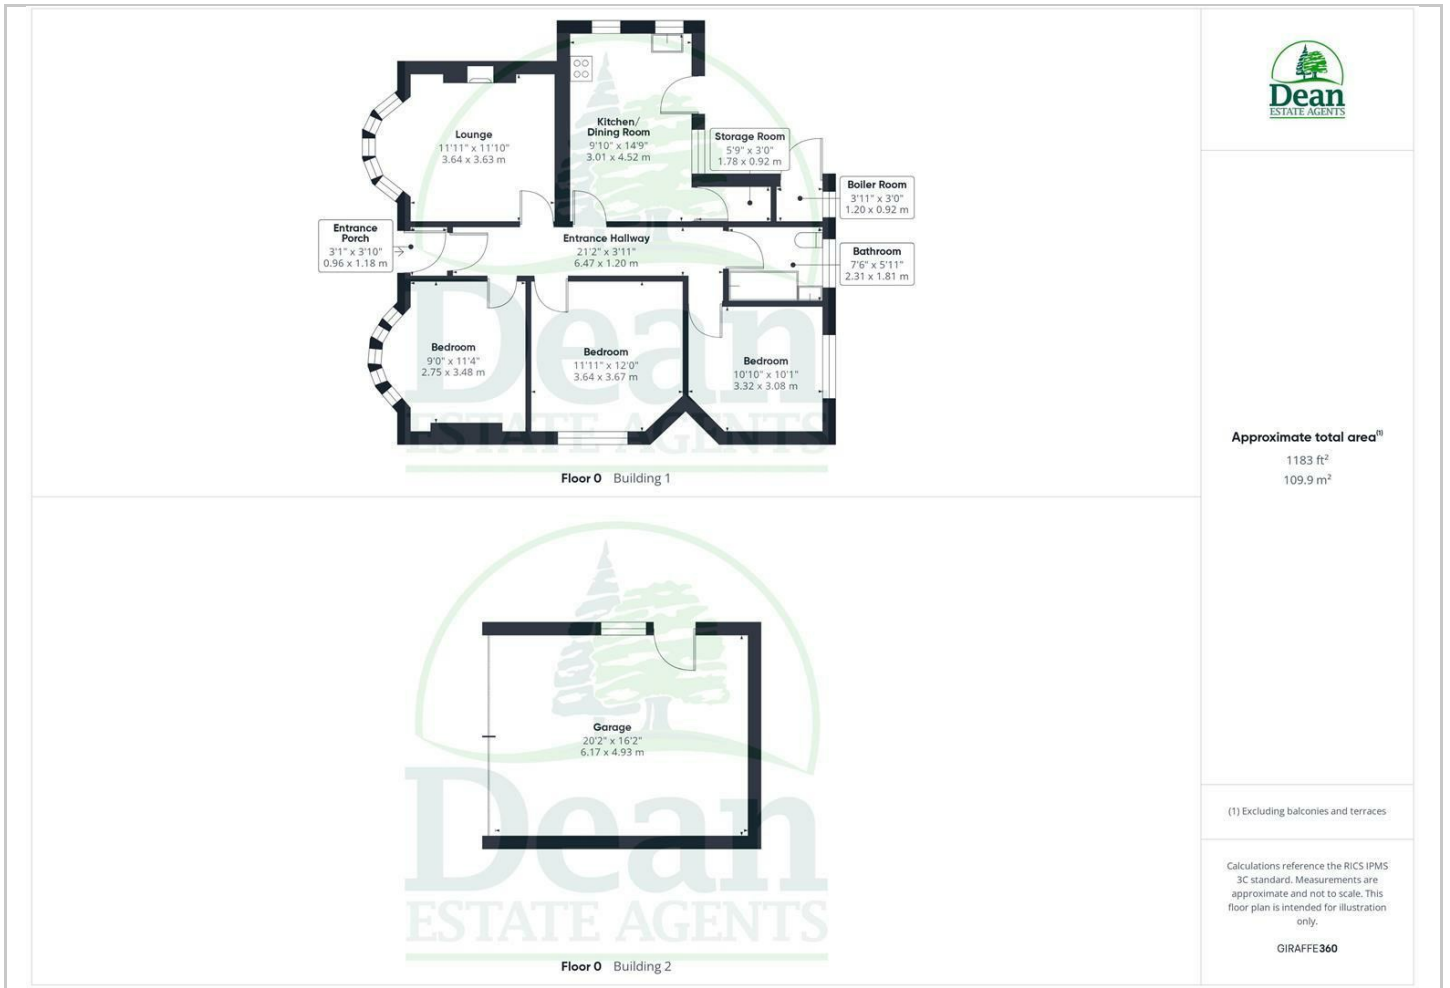 Lounge
11'11" x 11'10"
3.64 x 3.63 m
Kitchen/
Dining Room
9'10" x 14'9"
3.01 x 4.52 m
Storage Room
5'9" x 3'0"
1.78 x 0.92 m
Boiler Room
3'11" x 3'0"
1.20 x 0.92 m
Entrance
Porch
3'1" x 3'10"
0.96 x 1.18 m
Entrance Hallway
21'2" x 3'11"
6.47 x 1.20 m
Bathroom
7'6" x 5'11"
2.31 x 1.81 m
Bedroom
9'0" x 11'4"
2.75 x 3.48 m
Bedroom
11'11" x 12'0"
3.64 x 3.67 m
Bedroom
10'10" x 10'1"
3.32 x 3.08 m
Dean
ESTATE AGENTS
Floor 0 Building 1
Garage
20'2" x 16'2"
6.17 x 4.93 m
Dean
ESTATE AGENTS
Floor 0 Building 2
Dean
ESTATE AGENTS
Approximate total area(1)
1183 ft²
109.9 m²
(1) Excluding balconies and terraces
Calculations reference the RICS IPMS
3C standard. Measurements are
approximate and not to scale. This
floor plan is intended for illustration
only.
GIRAFFE360